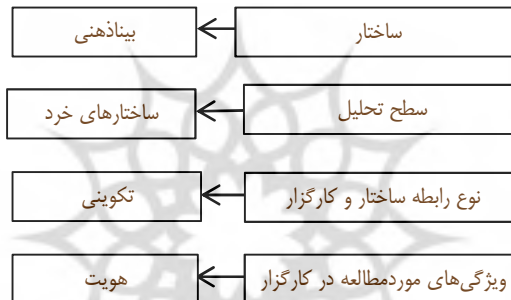 ساختار
بیناذهنی
سطح تحلیل
ساختارهای خرد
نوع رابطه ساختار و کارگزار
تکوینی
ویژگی‌های موردمطالعه در کارگزار
هویت